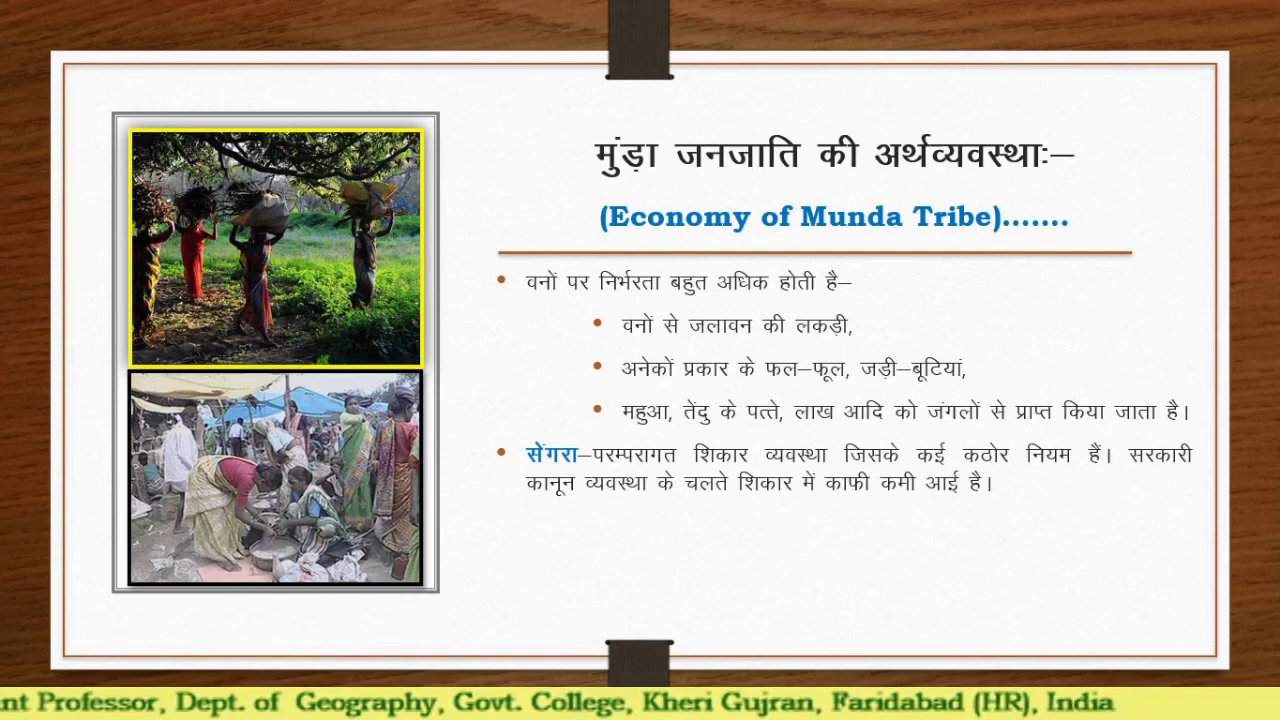 मुंड़ा जनजाति की अर्थव्यवस्थाः–
(Economy of Munda Tribe).......
• वनों पर निर्भरता बहुत अधिक होती है–
• वनों से जलावन की लकड़ी,
• अनेकों प्रकार के फल–फूल, जड़ी–बूटियां,
• महुआ, तेंदु के पत्त्ते, लाख आदि को जंगलों से प्राप्त किया जाता है।
• सेंगरा–परम्परागत शिकार व्यवस्था जिसके कई कठोर नियम हैं। सरकारी
कानून व्यवस्था के चलते शिकार में काफी कमी आई है।
nt Professor, Dept. of Geography, Govt. College, Kheri Gujran, Faridabad (HR), India